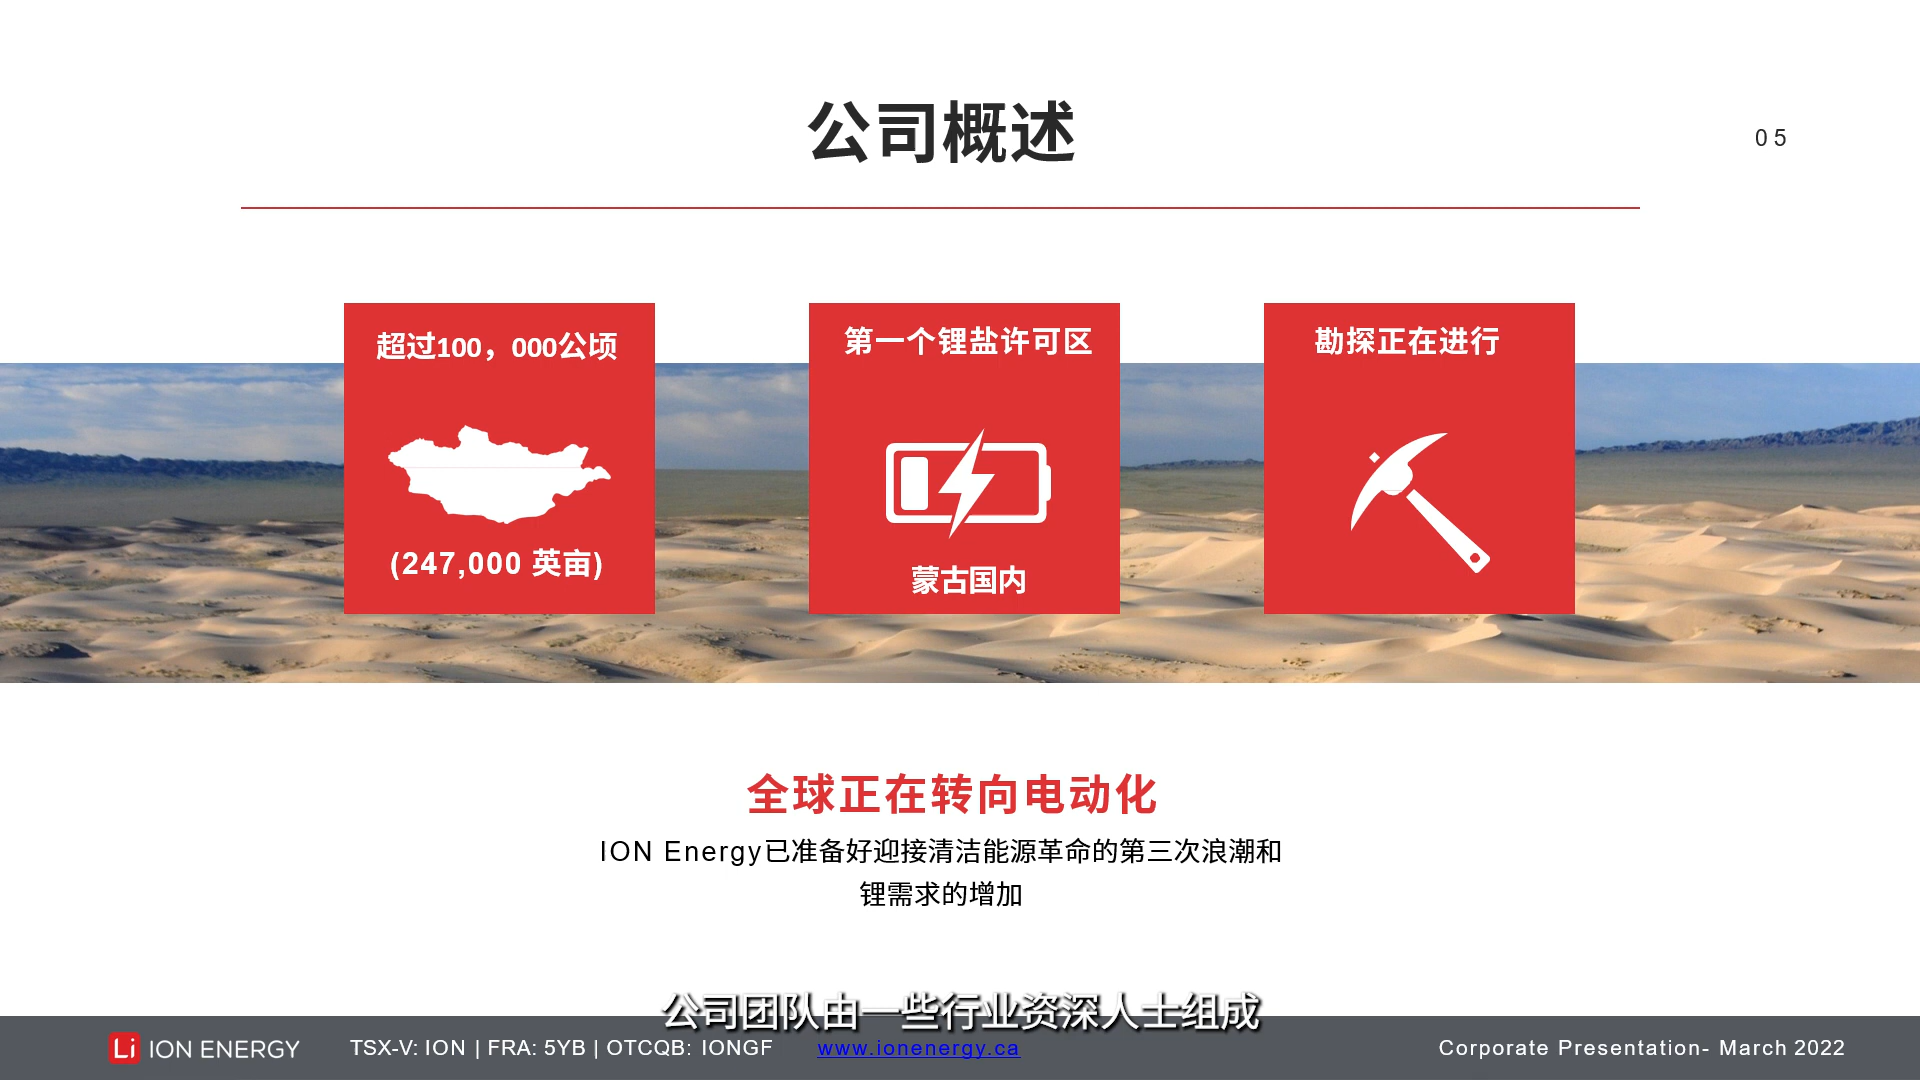 公司概述
05
超过100，000公顷
(247,000 英亩)
第一个锂盐许可区
蒙古国内
勘探正在进行
全球正在转向电动化
ION Energy已准备好迎接清洁能源革命的第三次浪潮和
锂需求的增加
公司团队由一些行业资深人士组成
Li ION ENERGY
TSX-V: ION | FRA: 5YB | OTCQB: IONGF
www.ionenergy.ca
Corporate Presentation- March 2022